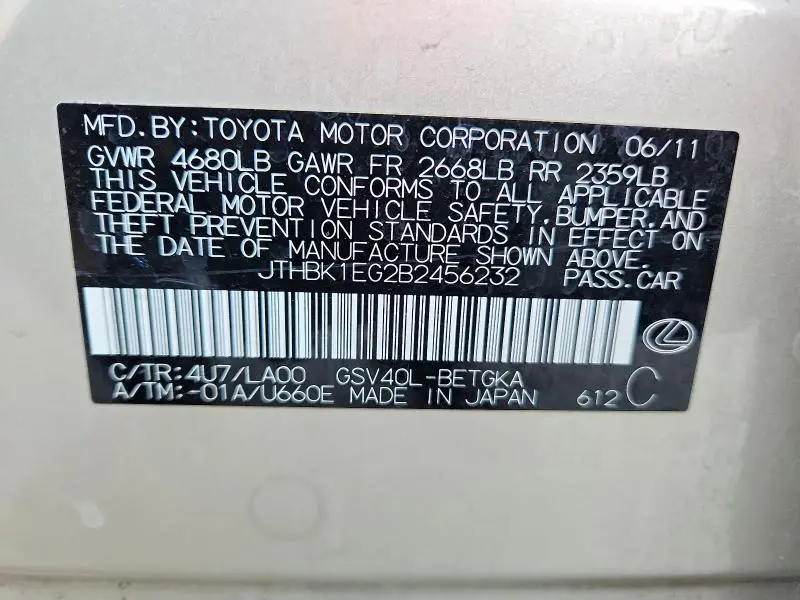 MFD.BY:TOYOTA MOTOR CORPORATION 06/11
GVWR 4680LB GAWR FR 2668LB RR 2359LB
THIS VEHICLE CONFORMS TO ALL APPLICABLE
FEDERAL MOTOR VEHICLE SAFETY,BUMPER,AND
THEFT PREVENTION STANDARDS IN EFFECT ON
THE DATE OF MANUFACTURE SHOWN ABOVE.
JTHBK1EG2B2456232 PASS.CAR
C/TR:4U7/LA00 GSV40L-BETGKA
A/TM:-01A/U660E MADE IN JAPAN 612 C